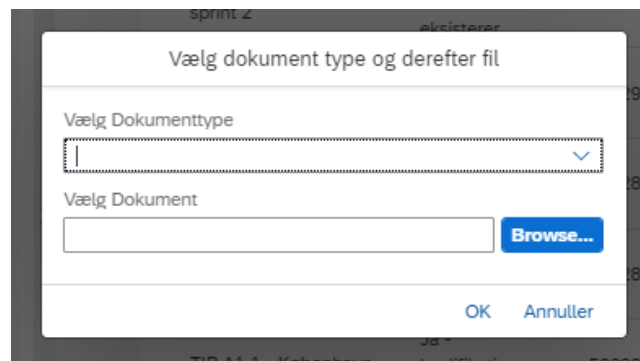 sprint 2
eksisterer
Vælg dokument type og derefter fil
Vælg Dokumenttype
Vælg Dokument
Browse...
OK Annuller
Ja -